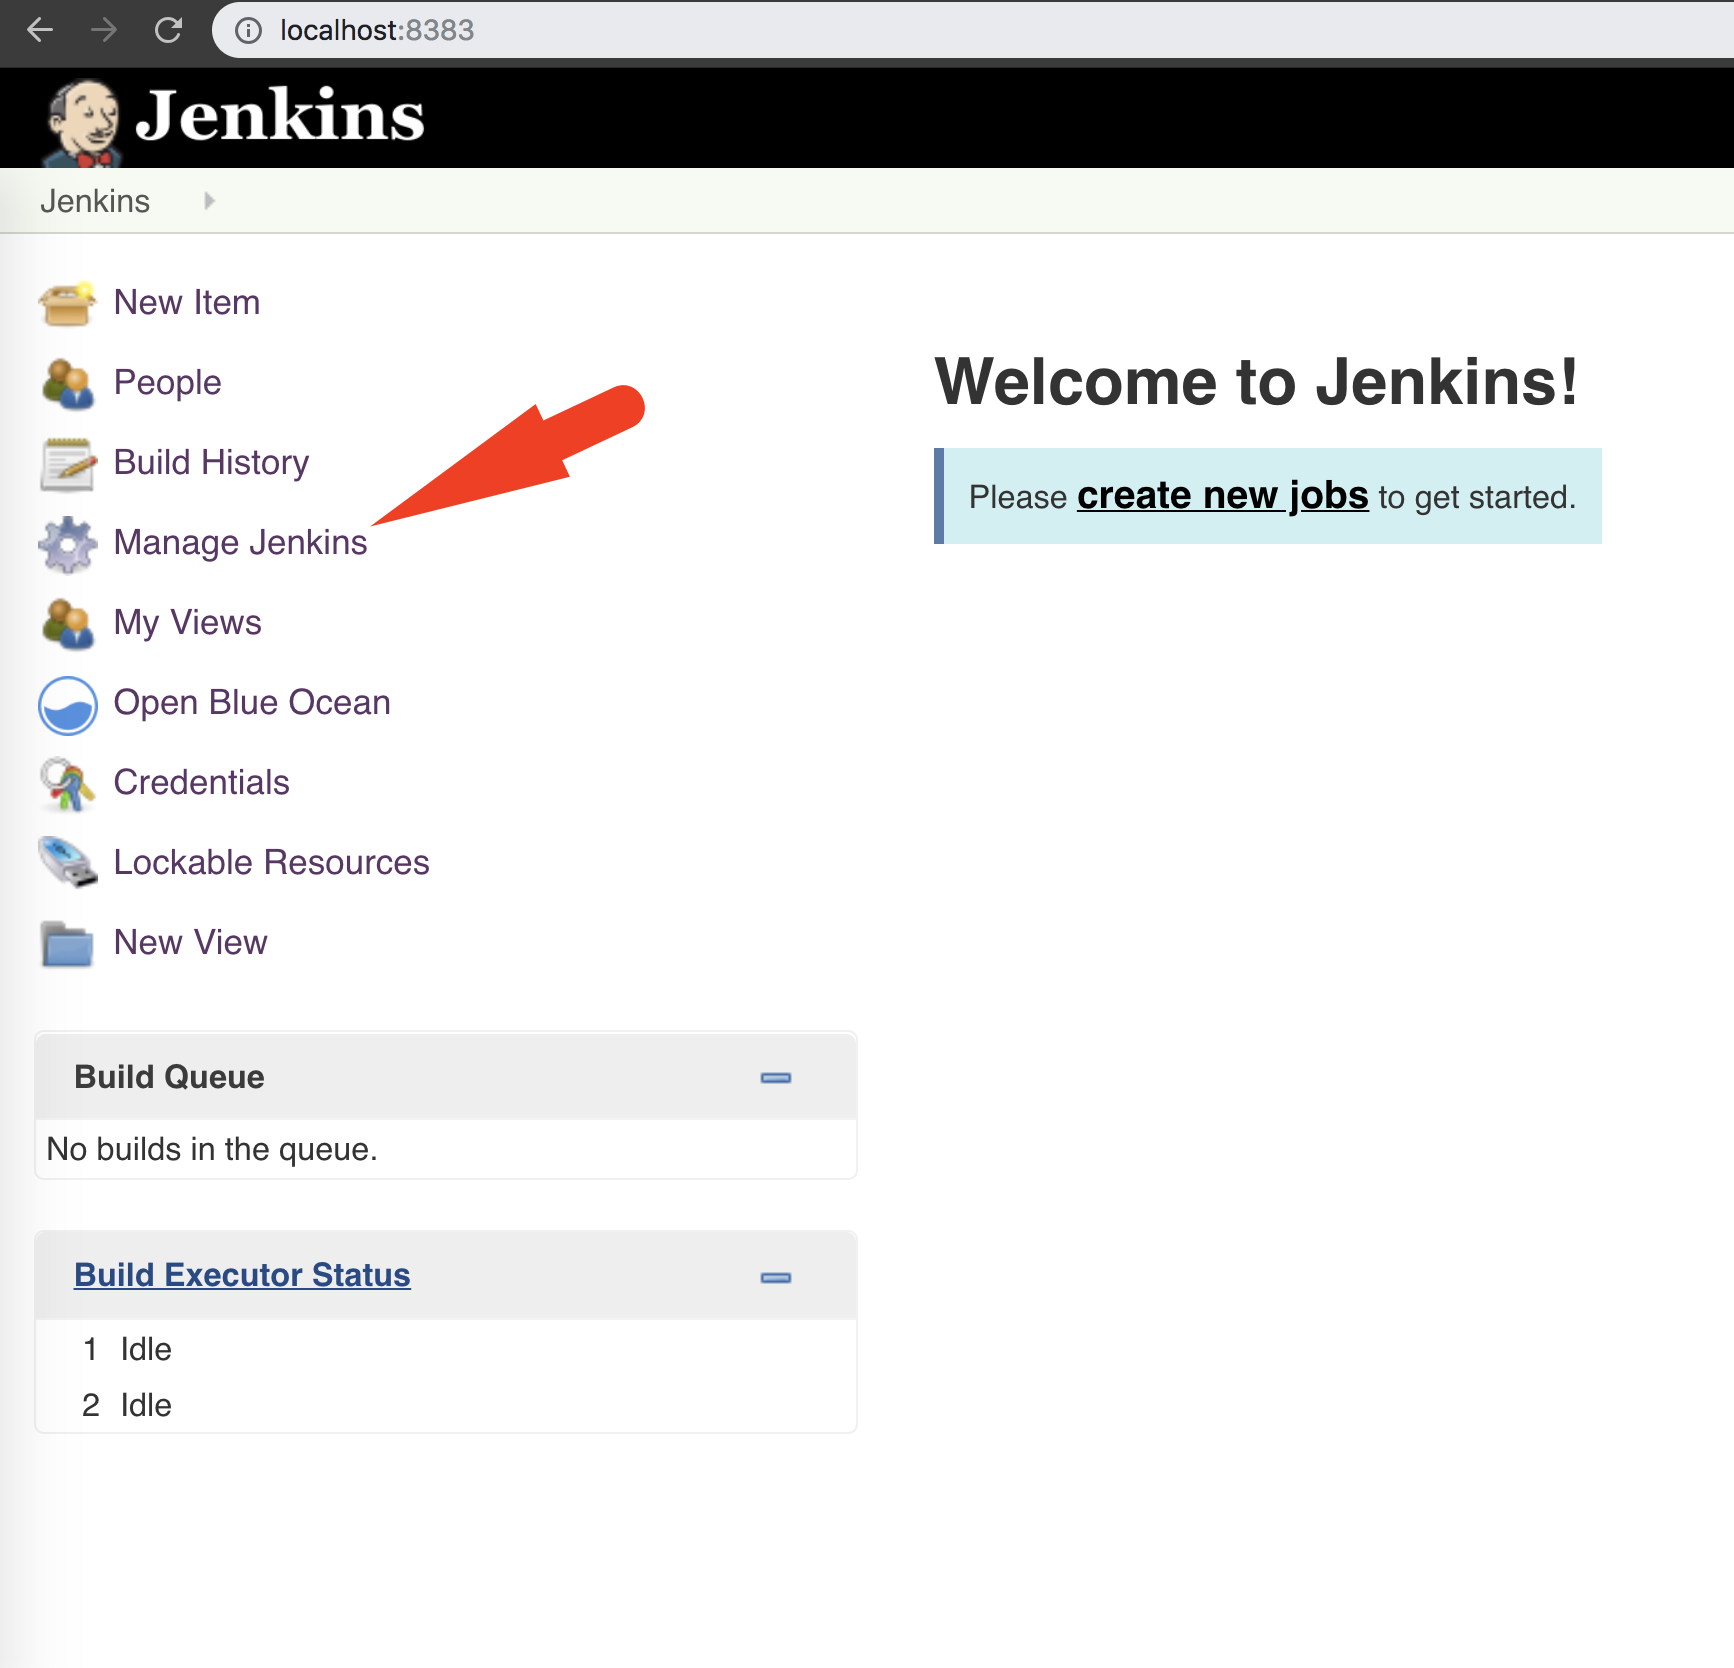 localhost:8383
Jenkins
Jenkins
New Item
People
Build History
Manage Jenkins
My Views
Open Blue Ocean
Credentials
Lockable Resources
New View
Welcome to Jenkins!
Please create new jobs to get started.
Build Queue
No builds in the queue.
Build Executor Status
1 Idle
2 Idle